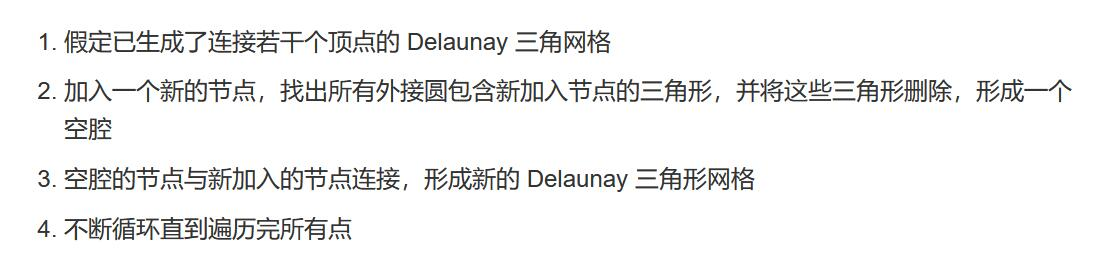 1. 假定已生成了连接若干个顶点的 Delaunay 三角网格
2. 加入一个新的节点，找出所有外接圆包含新加入节点的三角形，并将这些三角形删除，形成一个
空腔
3. 空腔的节点与新加入的节点连接，形成新的 Delaunay 三角形网格
4. 不断循环直到遍历完所有点